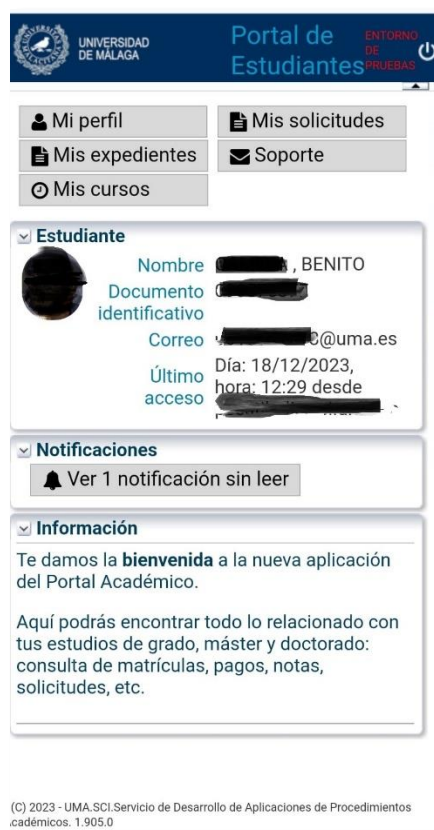 UNIVERSIDAD
DE MÁLAGA
Portal de
Estudiantes
ENTORNO
DE
PRUEBAS
Mi perfil
Mis solicitudes
Mis expedientes
Soporte
Mis cursos
Estudiante
Nombre , BENITO
Documento
identificativo
Correo C@uma.es
Último
acceso
Día: 18/12/2023,
hora: 12:29 desde
Notificaciones
Ver 1 notificación sin leer
Información
Te damos la bienvenida a la nueva aplicación
del Portal Académico.
Aquí podrás encontrar todo lo relacionado con
tus estudios de grado, máster y doctorado:
consulta de matrículas, pagos, notas,
solicitudes, etc.
(C) 2023 - UMA.SCI.Servicio de Desarrollo de Aplicaciones de Procedimientos
cadémicos. 1.905.0